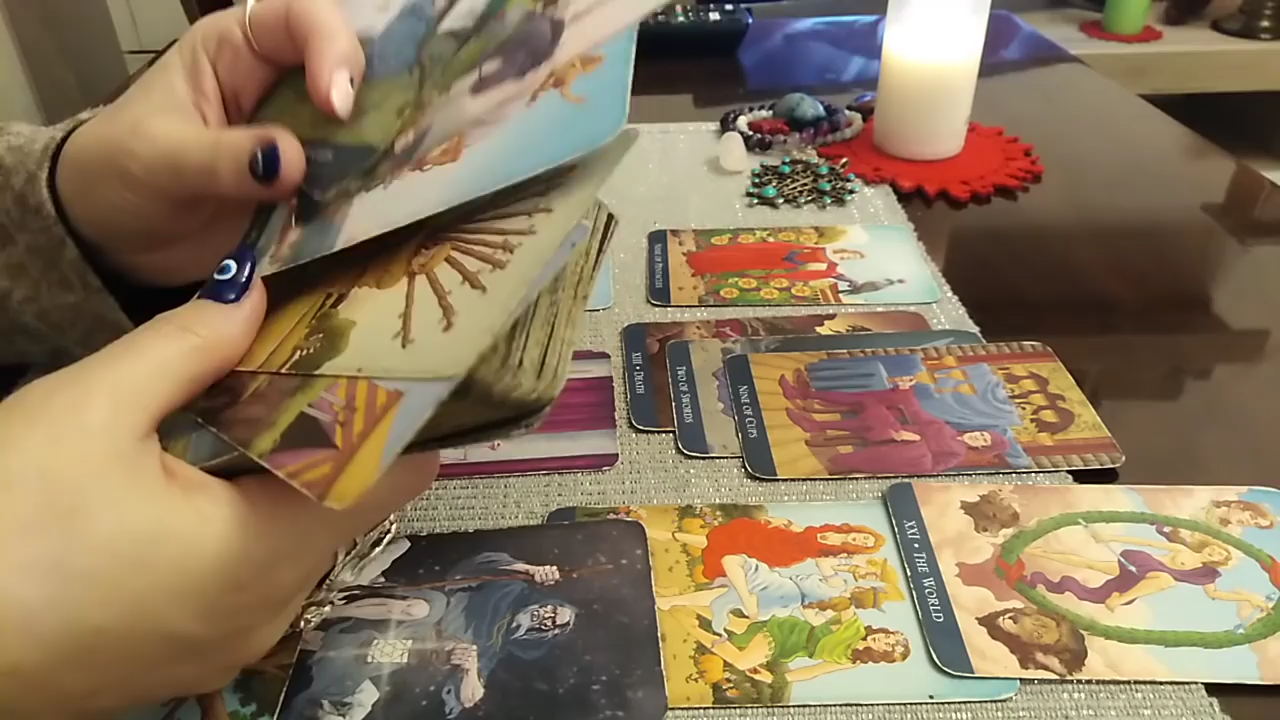 NINE OF PENTACLES
XIII • DEATH
TWO OF SWORDS
NINE OF CUPS
XXI • THE WORLD